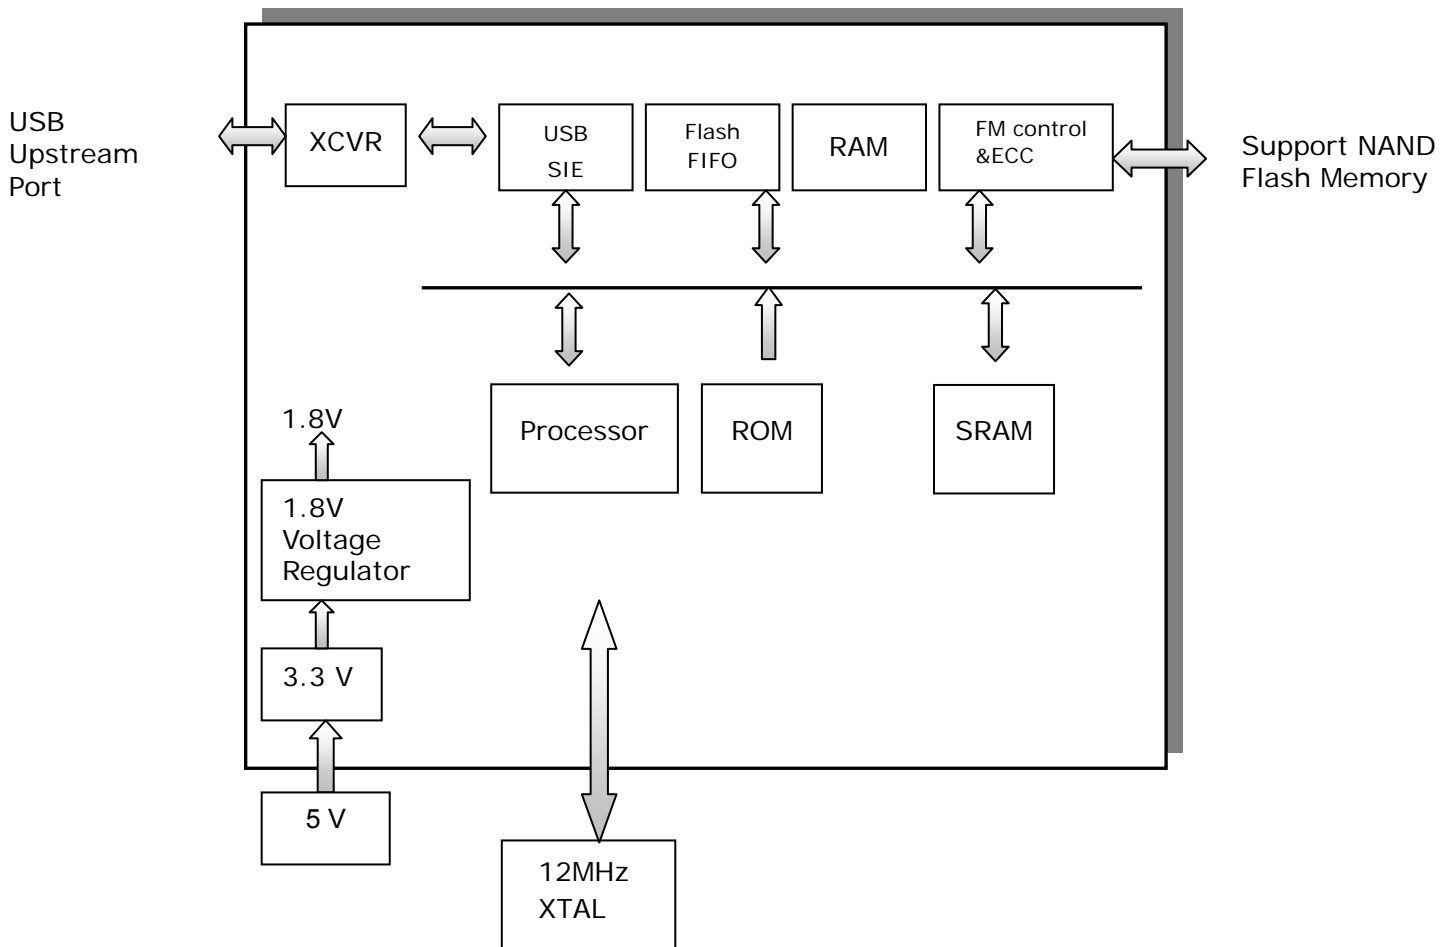 USB
Upstream
Port
XCVR
USB
SIE
Flash
FIFO
RAM
FM control
&ECC
Support NAND
Flash Memory
Processor
ROM
SRAM
1.8V
1.8V
Voltage
Regulator
3.3 V
5 V
12MHz
XTAL